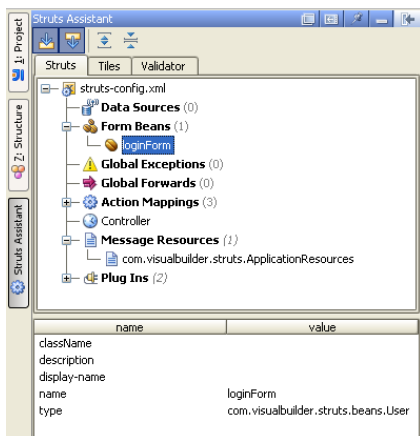 Struts Assistant
1: Project
Z: Structure
Struts Assistant
Struts Tiles Validator
struts-config.xml
Data Sources (0)
Form Beans (1)
loginForm
Global Exceptions (0)
Global Forwards (0)
Action Mappings (3)
Controller
Message Resources (1)
com.visualbuilder.struts.ApplicationResources
Plug Ins (2)
name value
className
description
display-name
name loginForm
type com.visualbuilder.struts.beans.User